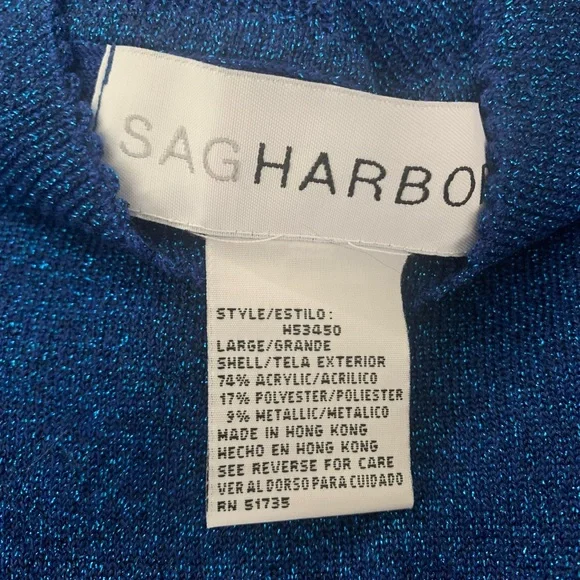 SAGHARBOR
STYLE/ESTILO:
H53450
LARGE/GRANDE
SHELL/TELA EXTERIOR
74% ACRYLIC/ACRILICO
17% POLYESTER/POLIESTER
9% METALLIC/METALICO
MADE IN HONG KONG
HECHO EN HONG KONG
SEE REVERSE FOR CARE
VER AL DORSO PARA CUIDADO
RN 51735